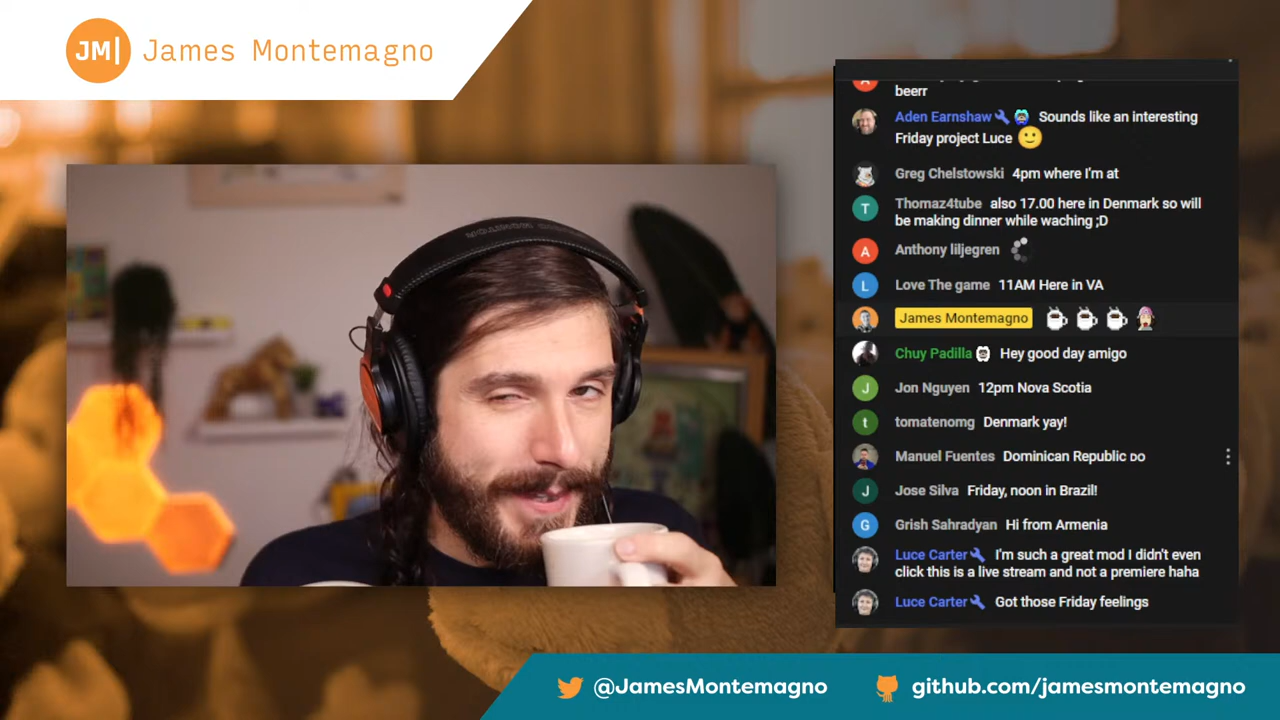 JM| James Montemagno
beerr
Aden Earnshaw Sounds like an interesting
Friday project Luce 🙂
Greg Chelstowski 4pm where I'm at
T Thomaz4tube also 17.00 here in Denmark so will
be making dinner while waching ;D
A Anthony liljegren
L Love The game 11AM Here in VA
James Montemagno
Chuy Padilla Hey good day amigo
J Jon Nguyen 12pm Nova Scotia
t tomatenomg Denmark yay!
Manuel Fuentes Dominican Republic DO
J Jose Silva Friday, noon in Brazil!
G Grish Sahradyan Hi from Armenia
Luce Carter I'm such a great mod I didn't even
click this is a live stream and not a premiere haha
Luce Carter Got those Friday feelings
@JamesMontemagno
github.com/jamesmontemagno